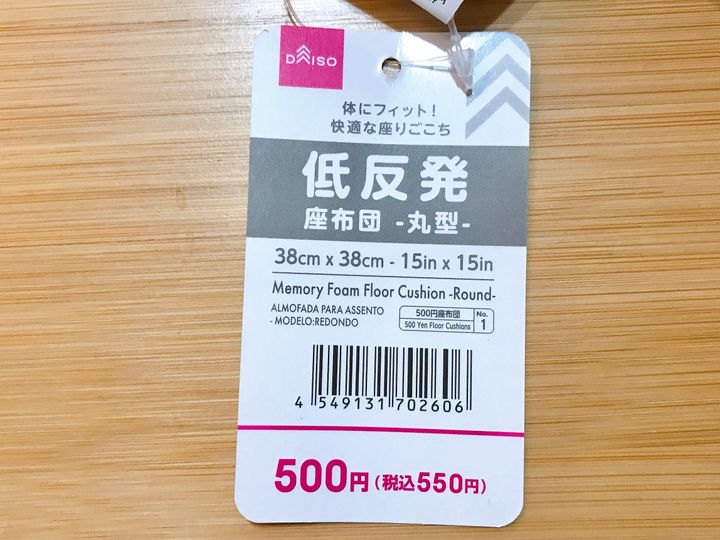 DAISO
体にフィット!
快適な座りごこち
低反発
座布団 -丸型-
38cm x 38cm - 15in x 15in
Memory Foam Floor Cushion -Round-
ALMOFADA PARA ASSENTO
- MODELO:REDONDO
500円座布団
500 Yen Floor Cushions
No.
1
4 549131 702606
500円(税込550円)